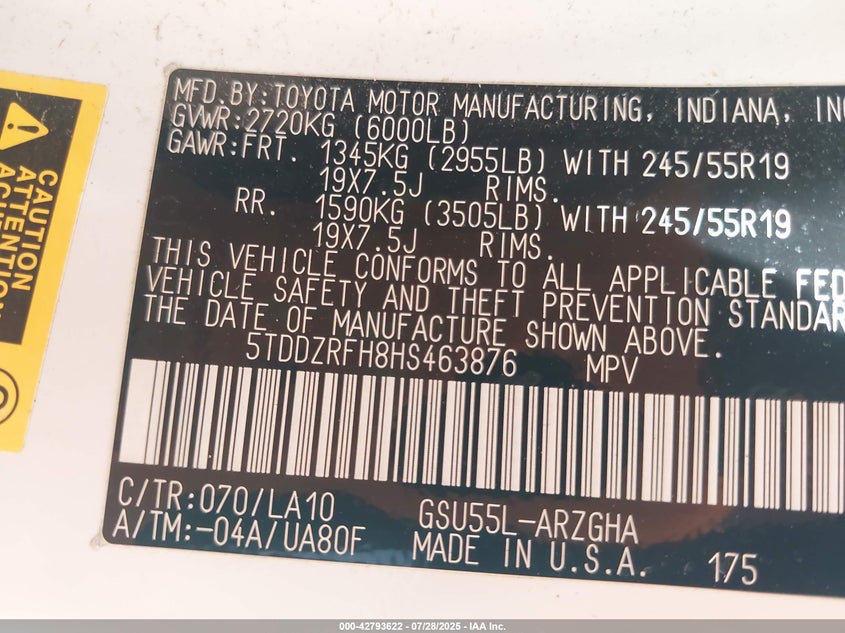 MFD.BY:TOYOTA MOTOR MANUFACTURING, INDIANA, INC
GVWR:2720KG (6000LB)
GAWR:FRT. 1345KG (2955LB) WITH 245/55R19
19X7.5J RIMS.
RR. 1590KG (3505LB) WITH 245/55R19
19X7.5J RIMS.
THIS VEHICLE CONFORMS TO ALL APPLICABLE FED
VEHICLE SAFETY AND THEFT PREVENTION STANDAR
THE DATE OF MANUFACTURE SHOWN ABOVE.
5TDDZRFH8HS463876 MPV
C/TR:070/LA10 GSU55L-ARZGHA
A/TM:-04A/UA80F MADE IN U.S.A. 175
CAUTION
ATTENTION
000-42793622 / 07/28/2025 - IAA Inc.